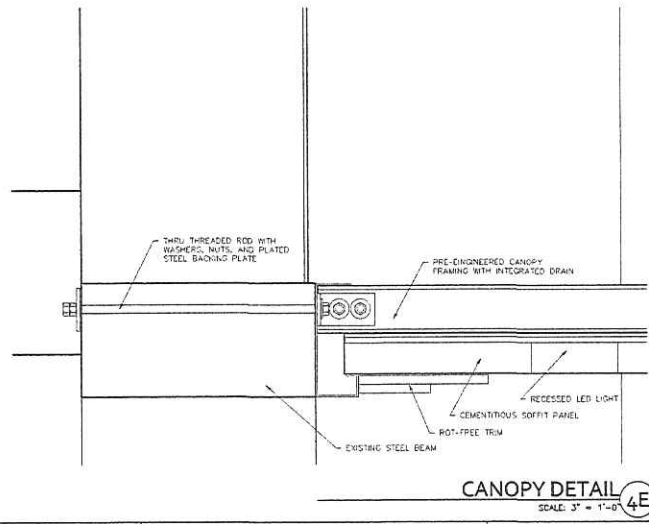 THRU THREADED ROD WITH
WASHERS, NUTS, AND PLATED
STEEL BACKING PLATE
PRE-ENGINEERED CANOPY
FRAMING WITH INTEGRATED DRAIN
RECESSED LED LIGHT
CEMENTITIOUS SOFFIT PANEL
ROT-FREE TRIM
EXISTING STEEL BEAM
CANOPY DETAIL
SCALE: 3" = 1'-0"
4E